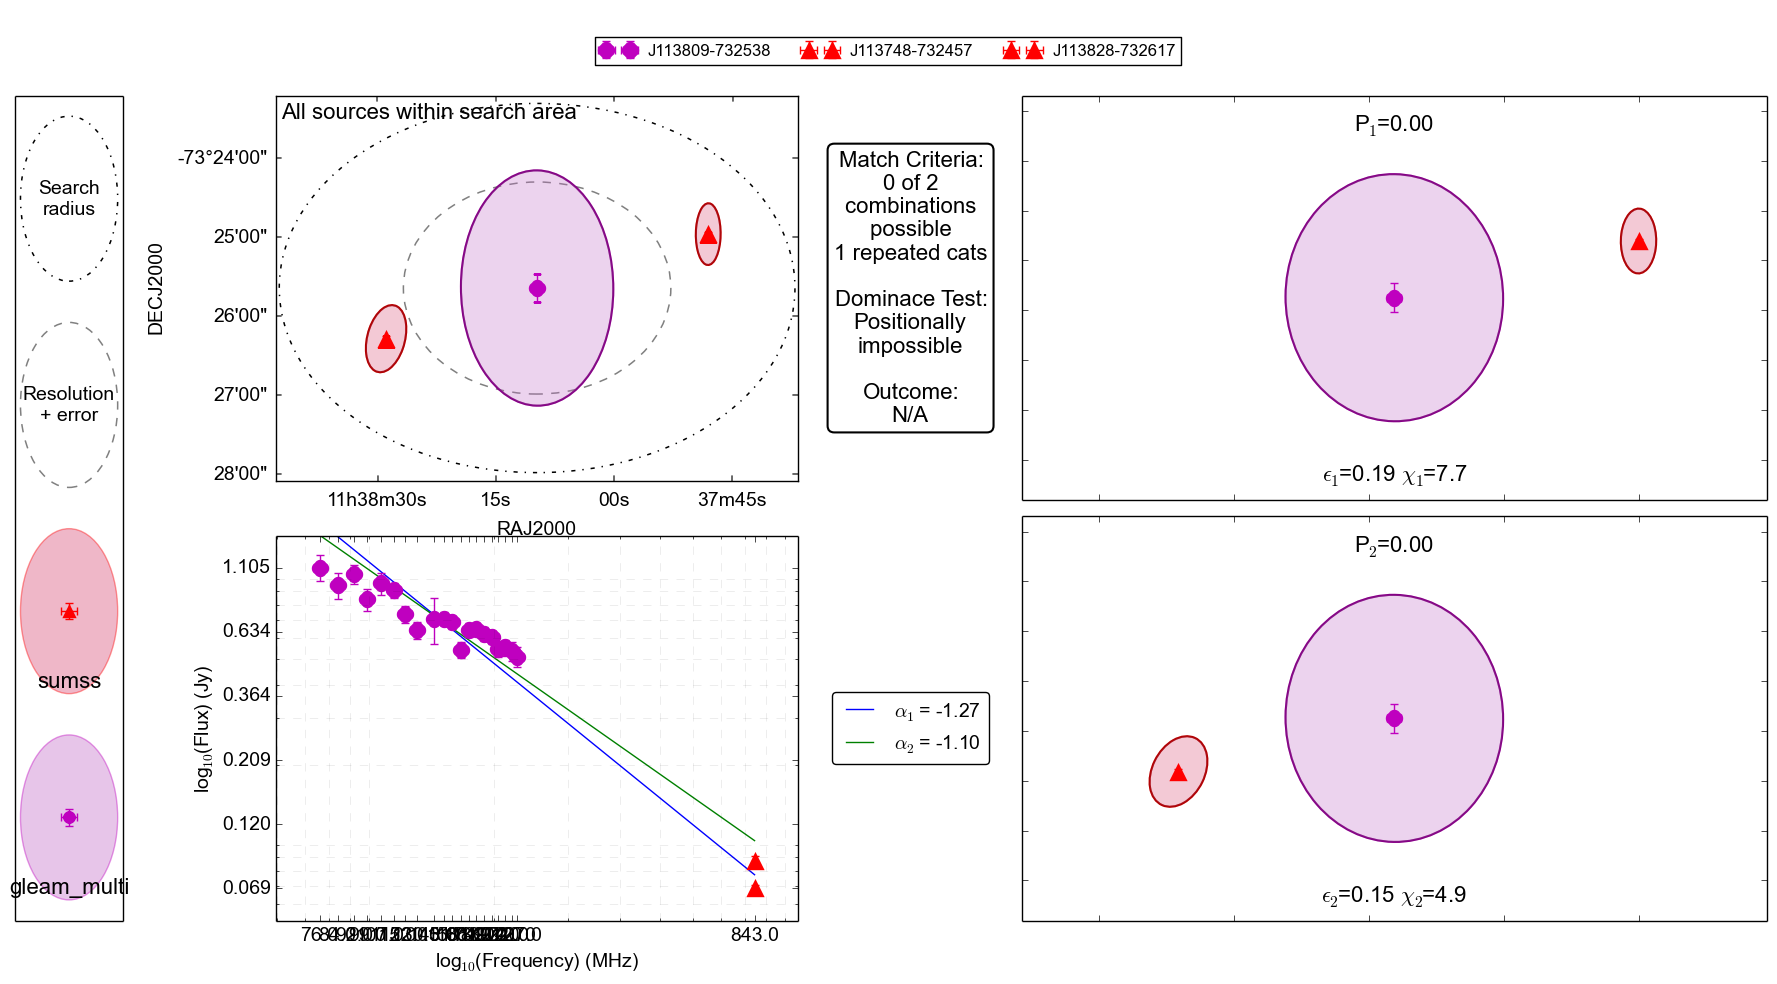 J113809-732538
J113748-732457
J113828-732617
Search
radius
Resolution
+ error
sumss
gleam_multi
All sources within search area
DECJ2000
-73°24'00"
25'00"
26'00"
27'00"
28'00"
11h38m30s
15s
00s
37m45s
RAJ2000
Match Criteria:
0 of 2
combinations
possible
1 repeated cats
Dominace Test:
Positionally
impossible
Outcome:
N/A
P1=0.00
ϵ1=0.19 χ1=7.7
log10(Flux) (Jy)
1.105
0.634
0.364
0.209
0.120
0.069
843.0
log10(Frequency) (MHz)
α1 = -1.27
α2 = -1.10
P2=0.00
ϵ2=0.15 χ2=4.9